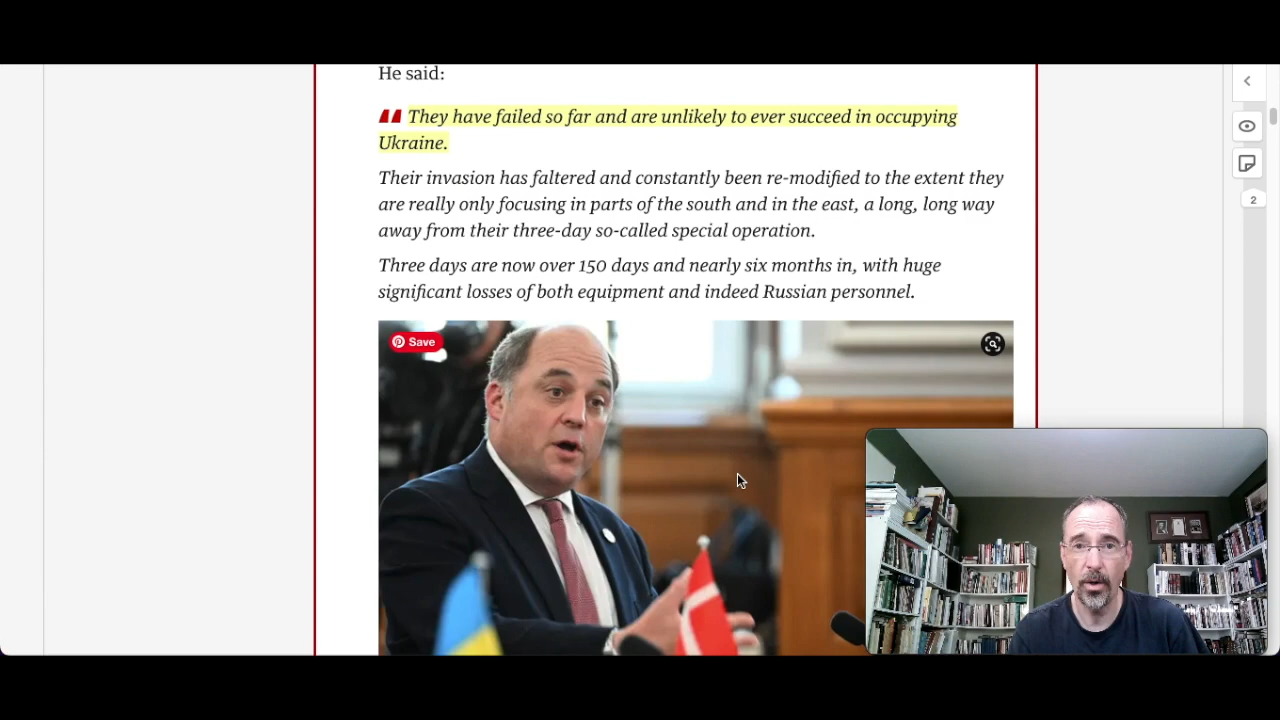 He said:
They have failed so far and are unlikely to ever succeed in occupying
Ukraine.
Their invasion has faltered and constantly been re-modified to the extent they
are really only focusing in parts of the south and in the east, a long, long way
away from their three-day so-called special operation.
Three days are now over 150 days and nearly six months in, with huge
significant losses of both equipment and indeed Russian personnel.
Save
2